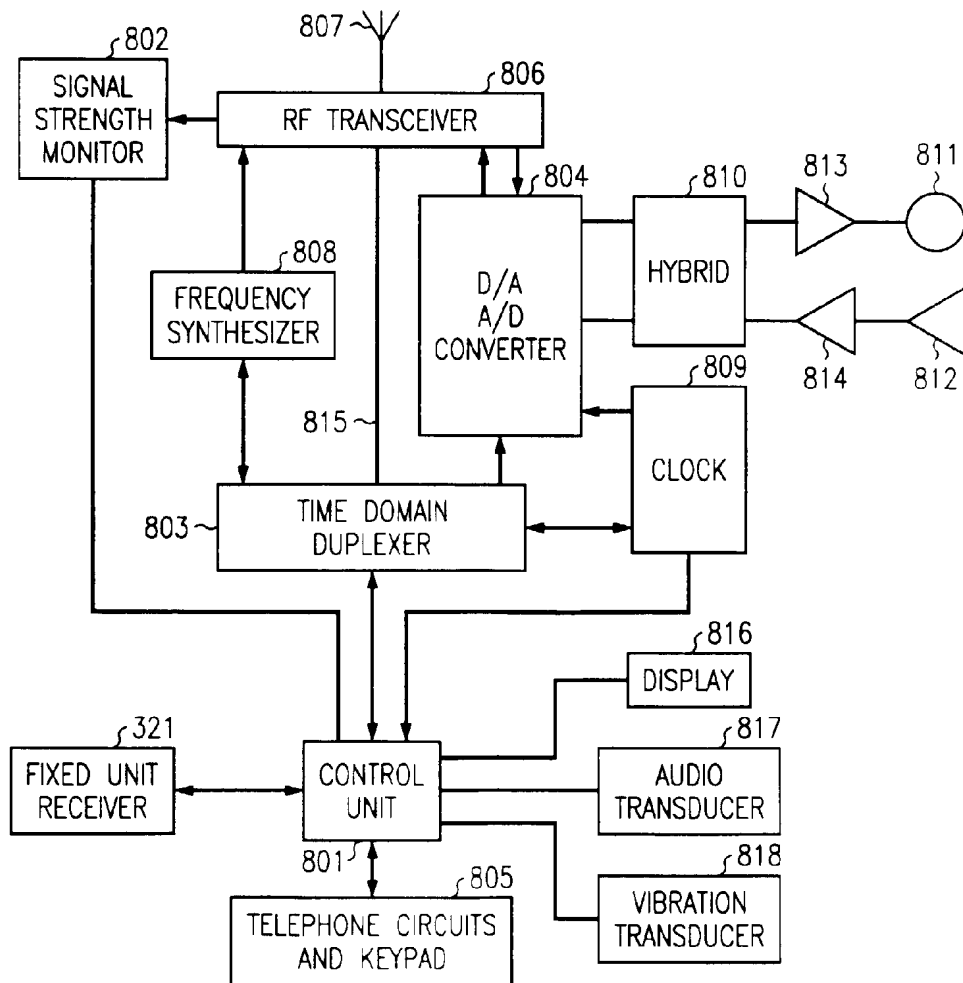 807
802
SIGNAL
STRENGTH
MONITOR
806
RF TRANSCEIVER
804
D/A
A/D
CONVERTER
810
HYBRID
813
811
814
812
808
FREQUENCY
SYNTHESIZER
815
809
CLOCK
803
TIME DOMAIN
DUPLEXER
816
DISPLAY
321
FIXED UNIT
RECEIVER
CONTROL
UNIT
801
817
AUDIO
TRANSDUCER
805
TELEPHONE CIRCUITS
AND KEYPAD
818
VIBRATION
TRANSDUCER